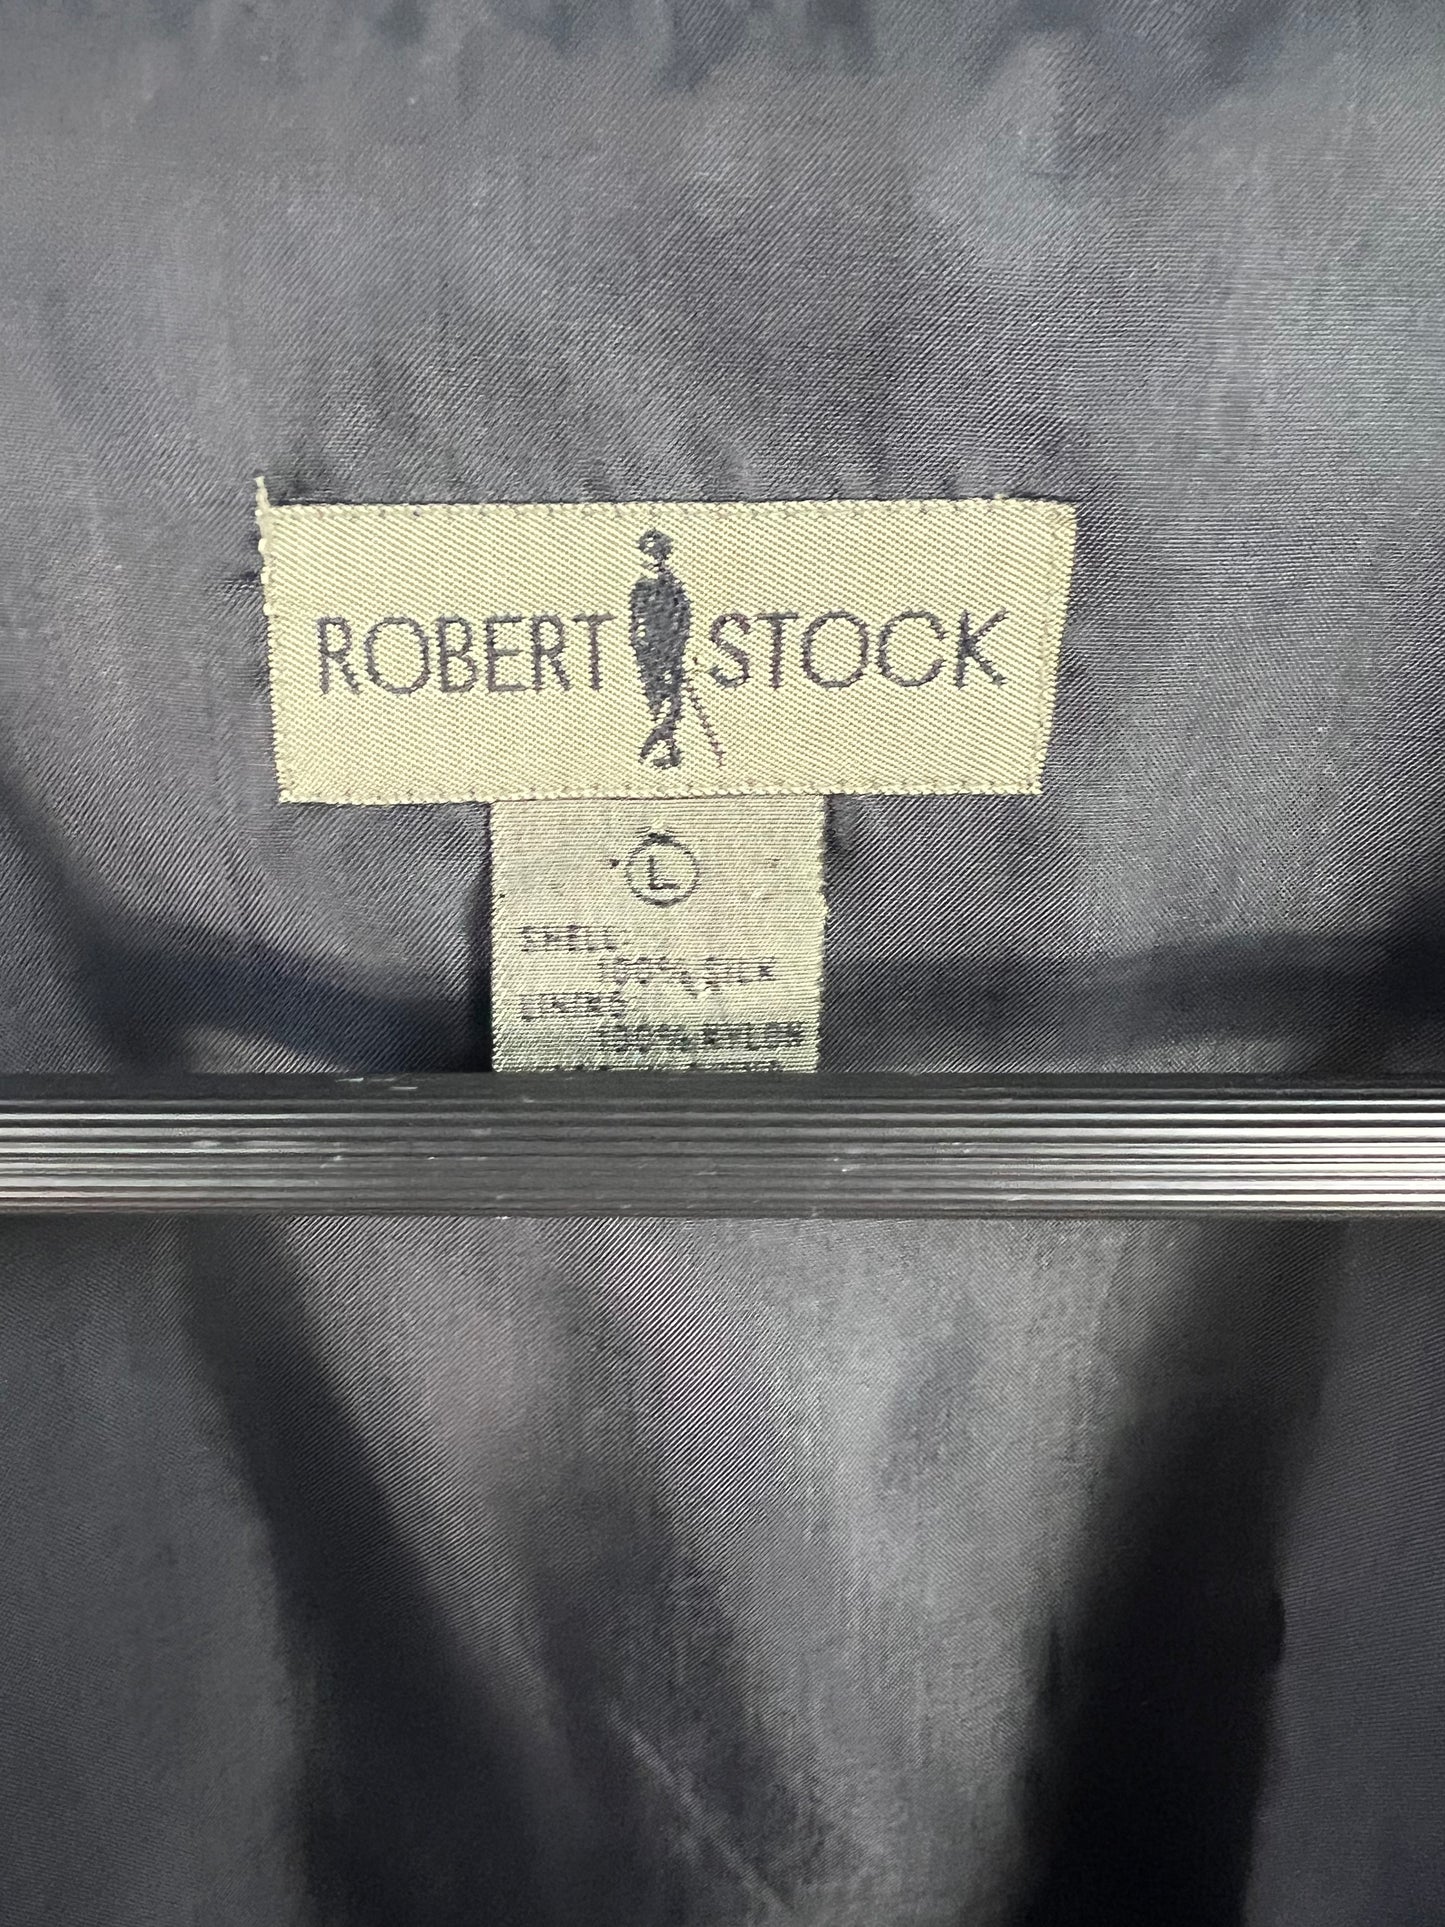 ROBERT STOCK
L
SHELL:
100% SILK
LINING:
100% NYLON